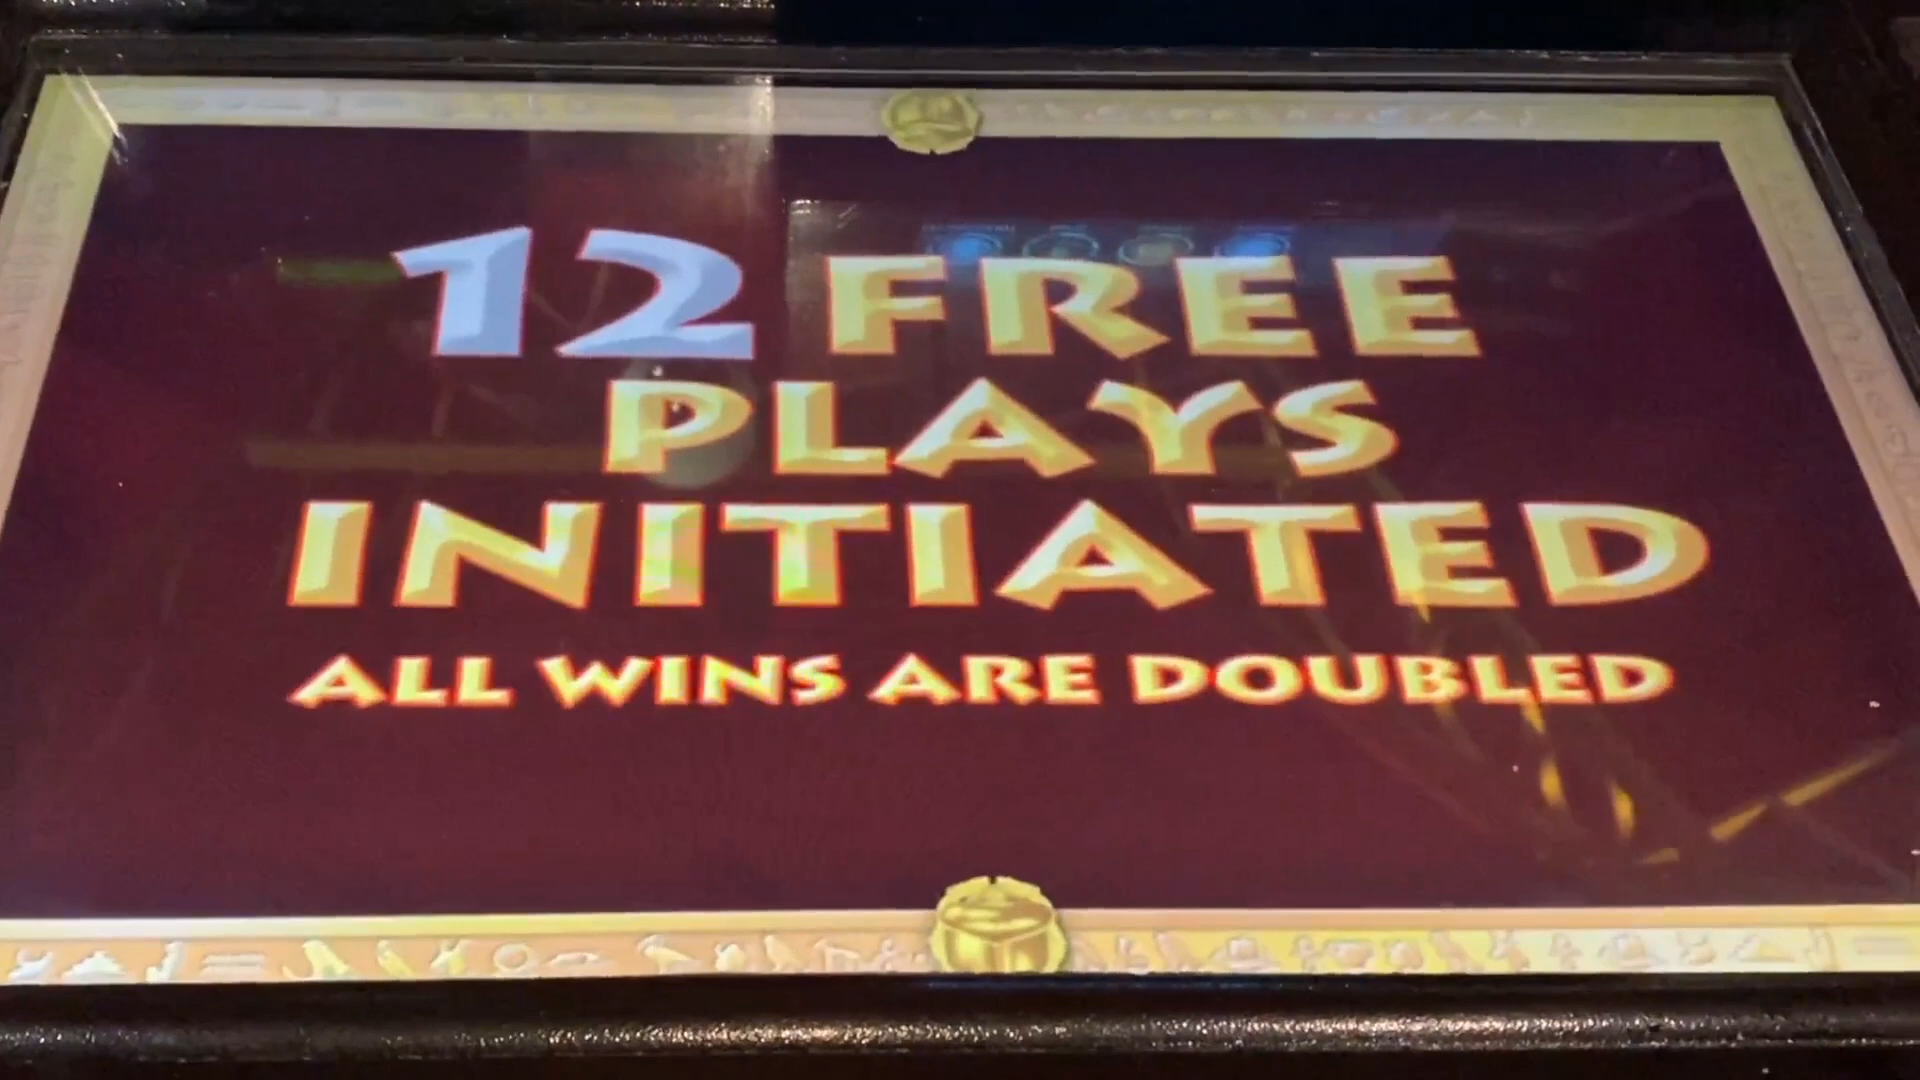 12 FREE
PLAYS
INITIATED
ALL WINS ARE DOUBLED